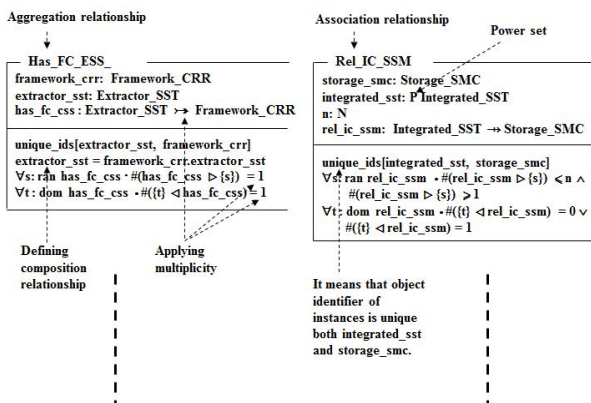 Aggregation relationship
Has_FC_ESS_
framework_crr: Framework_CRR
extractor_sst: Extractor_SST
has_fc_css : Extractor_SST ⤖ Framework_CRR
unique_ids[extractor_sst, framework_crr]
extractor_sst = framework_crr.extractor_sst
∀s: ran has_fc_css · #(has_fc_css ▷ {s}) = 1
∀t : dom has_fc_css · #({t} ◁ has_fc_css) = 1
Defining
composition
relationship
Applying
multiplicity
Association relationship
Power set
Rel_IC_SSM
storage_smc: Storage_SMC
integrated_sst: P Integrated_SST
n: N
rel_ic_ssm: Integrated_SST ↠ Storage_SMC
unique_ids[integrated_sst, storage_smc]
∀s: ran rel_ic_ssm · #(rel_ic_ssm ▷ {s}) ⩽ n ∧
#(rel_ic_ssm ▷ {s}) ⩾ 1
∀t : dom rel_ic_ssm · #({t} ◁ rel_ic_ssm) = 0 ∨
#({t} ◁ rel_ic_ssm) = 1
It means that object
identifier of
instances is unique
both integrated_sst
and storage_smc.